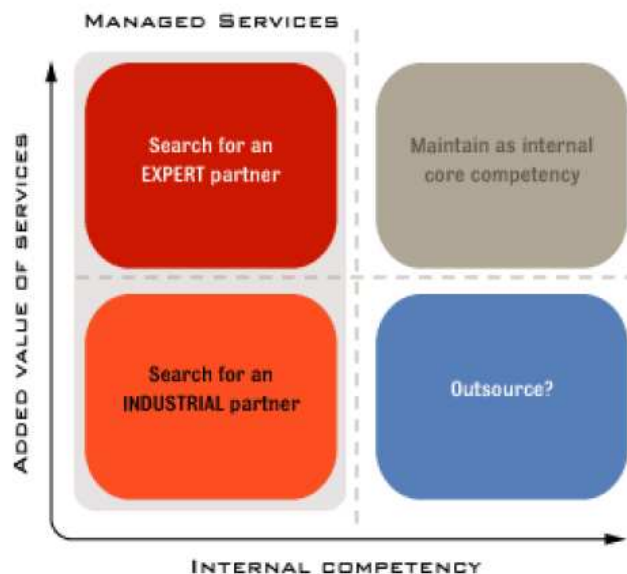 MANAGED SERVICES
Search for an
EXPERT partner
Maintain as internal
core competency
ADDED VALUE OF SERVICES
Search for an
INDUSTRIAL partner
Outsource?
INTERNAL COMPETENCY